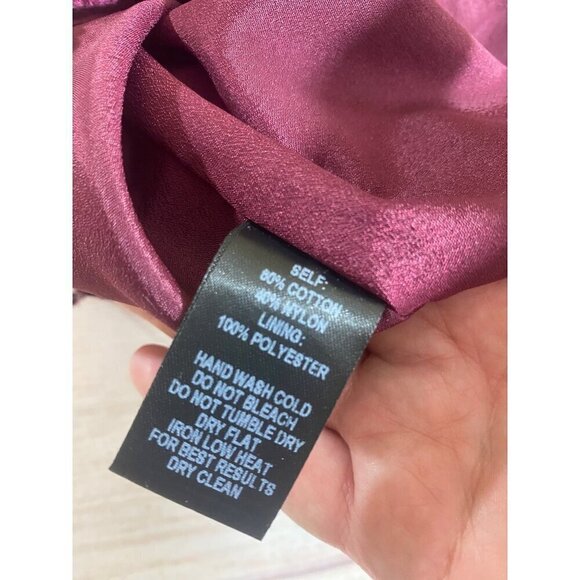 SELF:
60% COTTON
40% NYLON
LINING:
100% POLYESTER
HAND WASH COLD
DO NOT BLEACH
DO NOT TUMBLE DRY
DRY FLAT
IRON LOW HEAT
FOR BEST RESULTS
DRY CLEAN